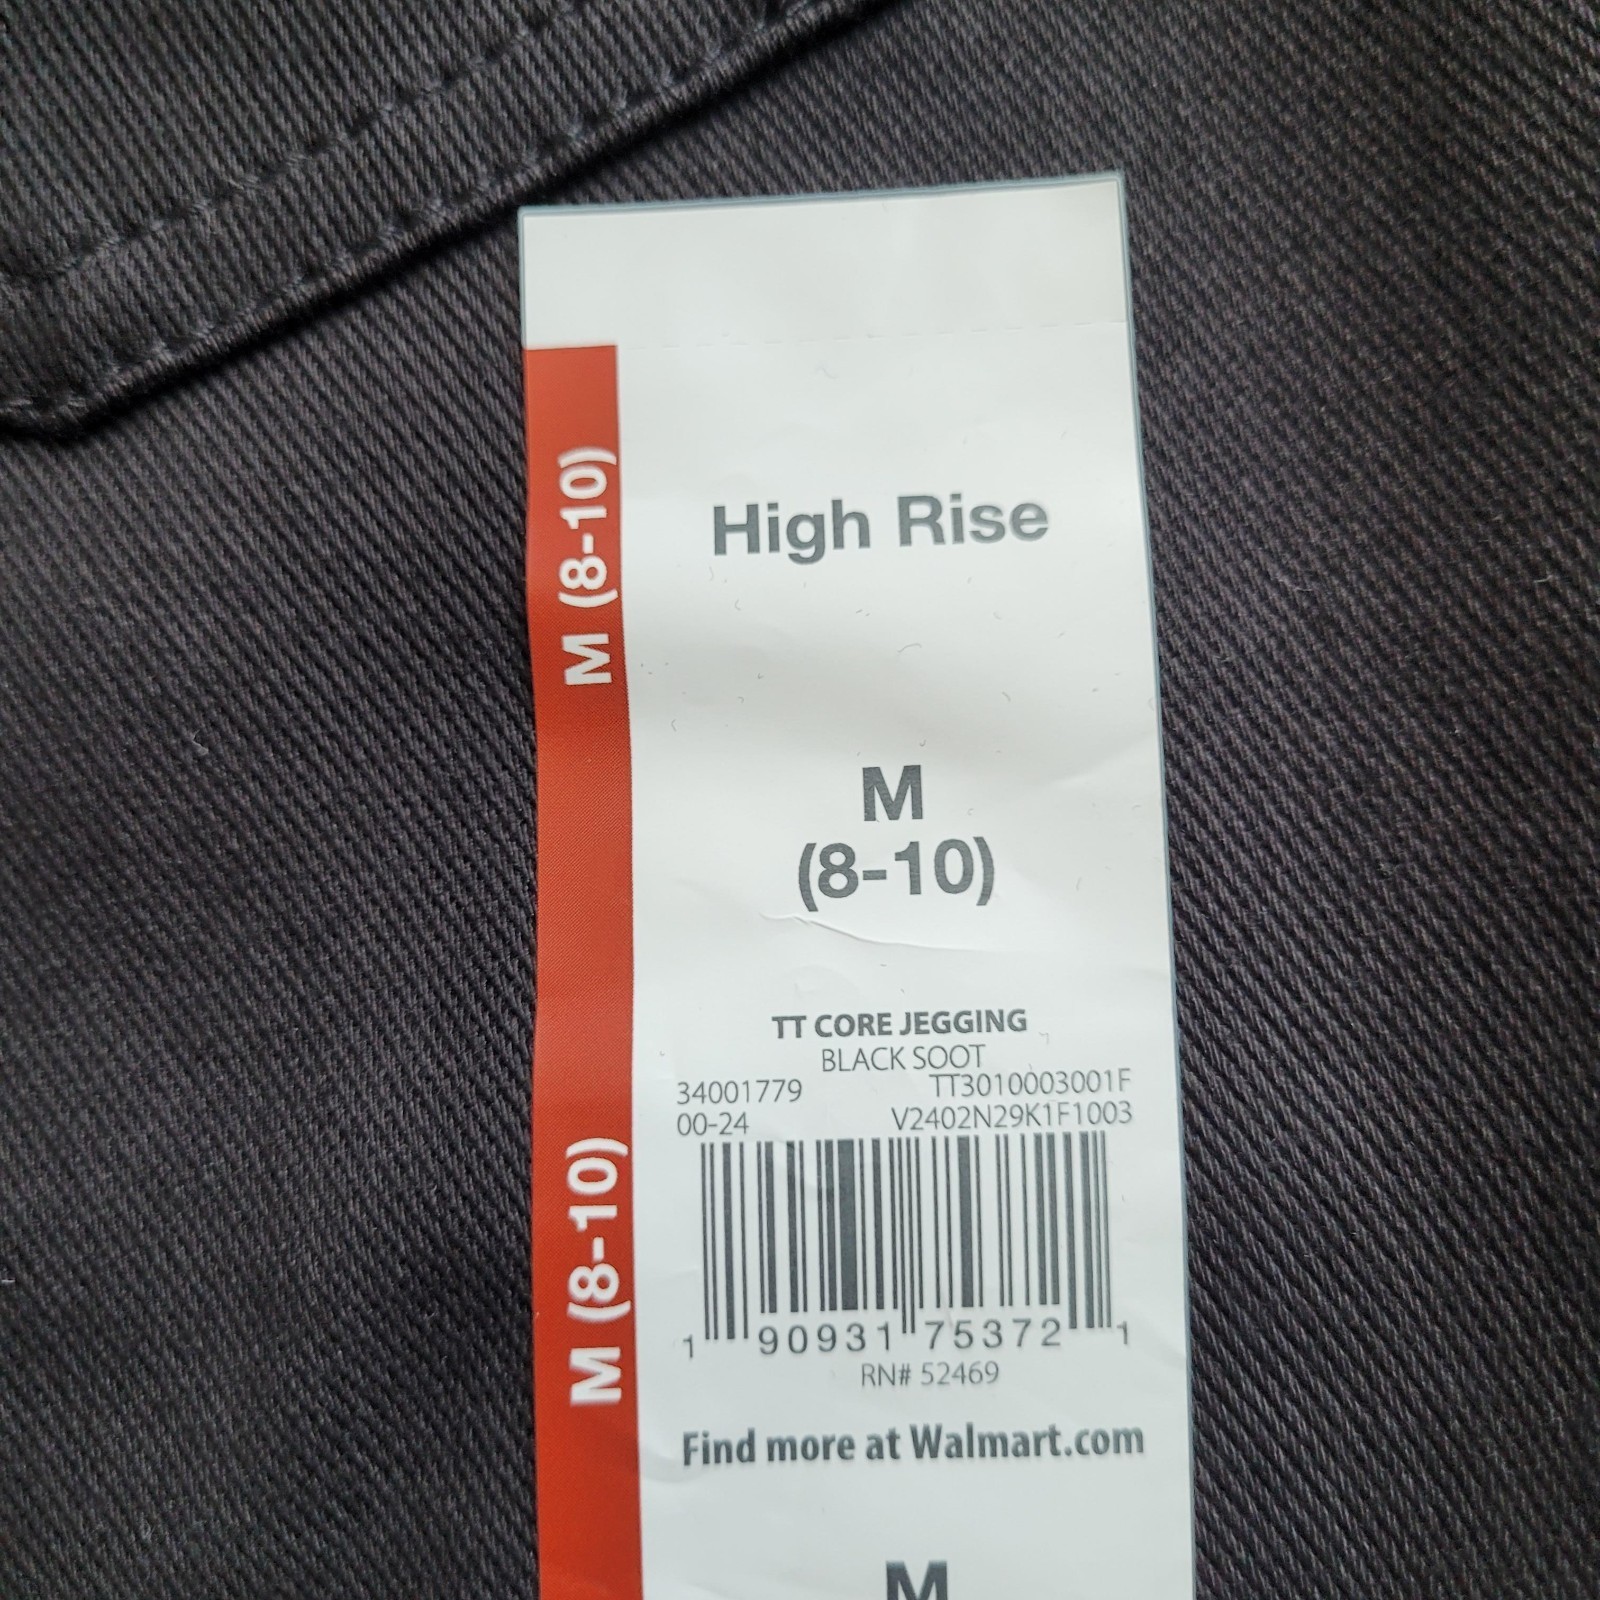 M (8-10)
High Rise
M
(8-10)
TT CORE JEGGING
BLACK SOOT
34001779 TT3010003001F
00-24 V2402N29K1F1003
1 90931 75372 1
RN# 52469
Find more at Walmart.com
M (8-10)
M